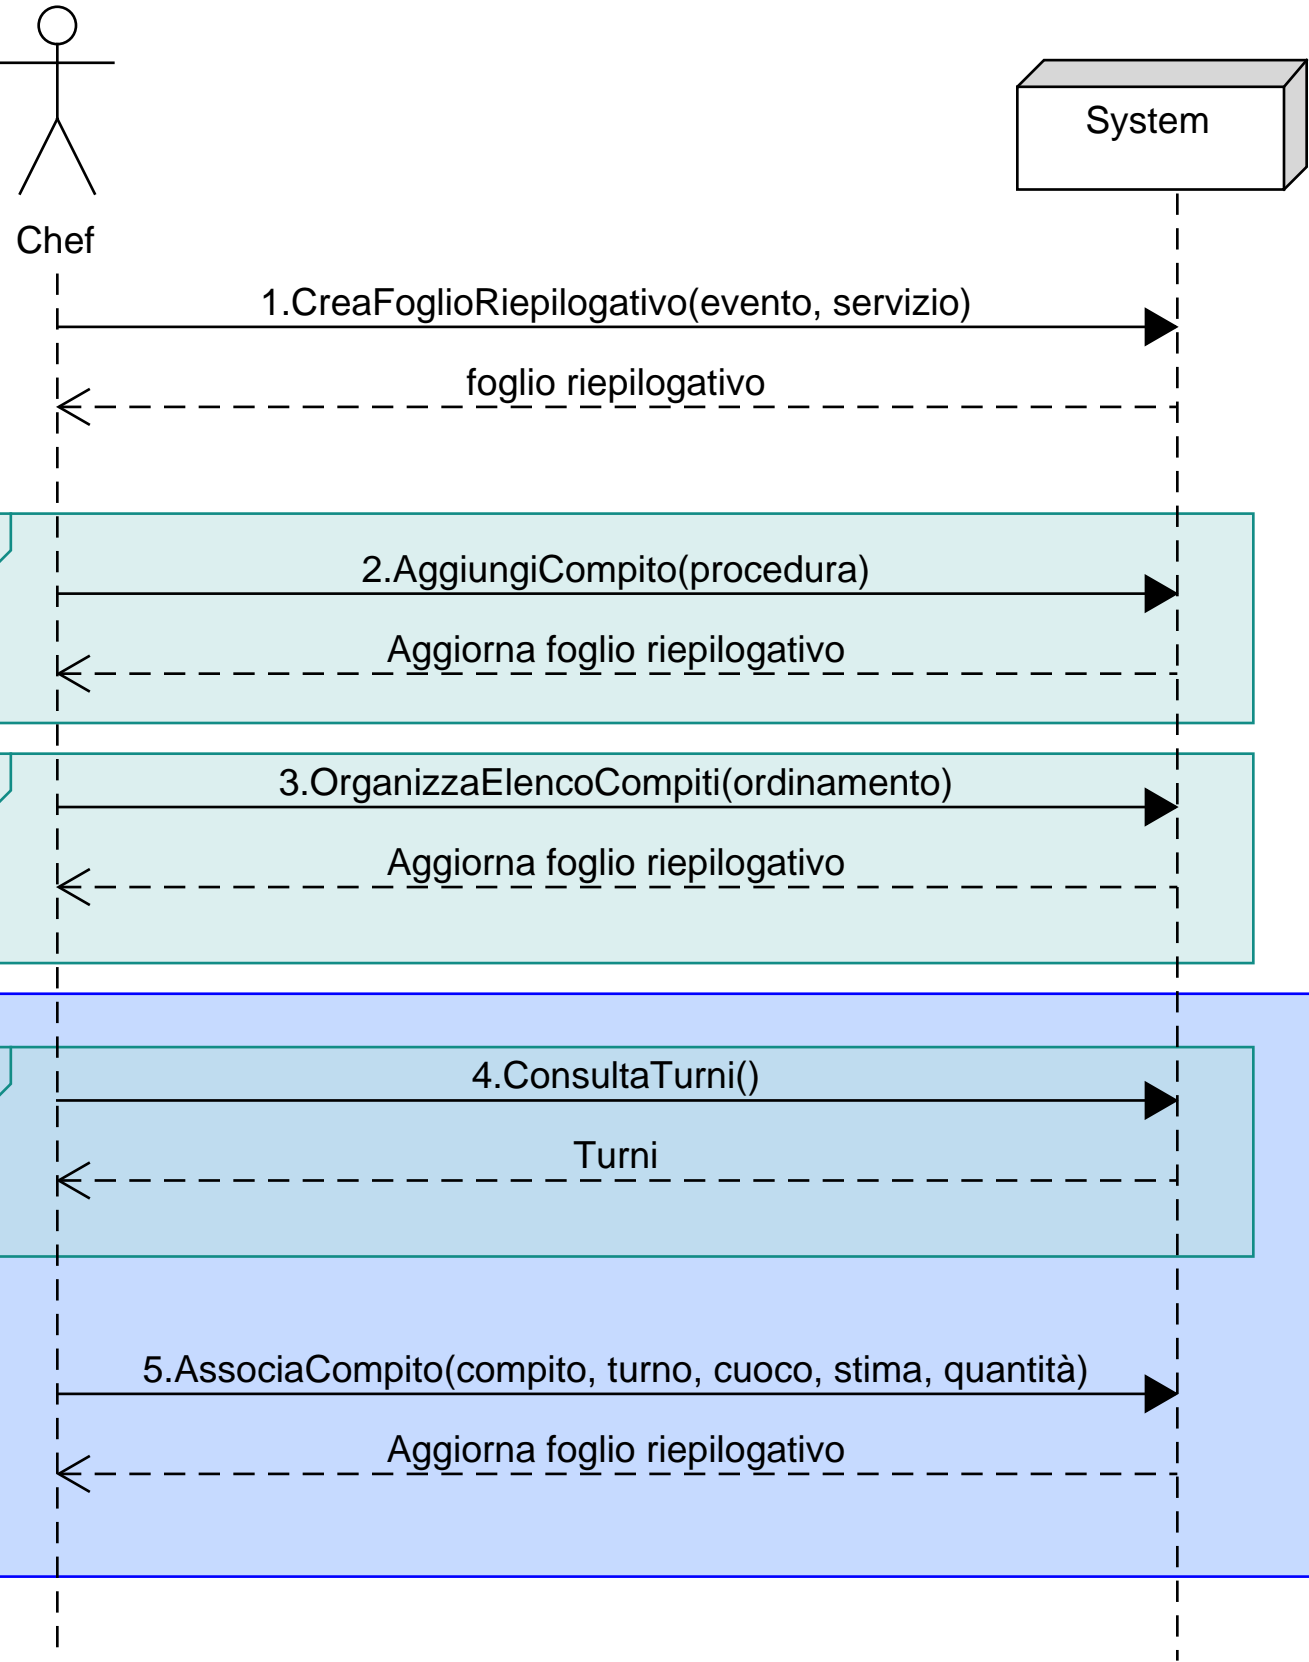 System
Chef
1.CreaFoglioRiepilogativo(evento, servizio)
foglio riepilogativo
2.AggiungiCompito(procedura)
Aggiorna foglio riepilogativo
3.OrganizzaElencoCompiti(ordinamento)
Aggiorna foglio riepilogativo
4.ConsultaTurni()
Turni
5.AssociaCompito(compito, turno, cuoco, stima, quantità)
Aggiorna foglio riepilogativo